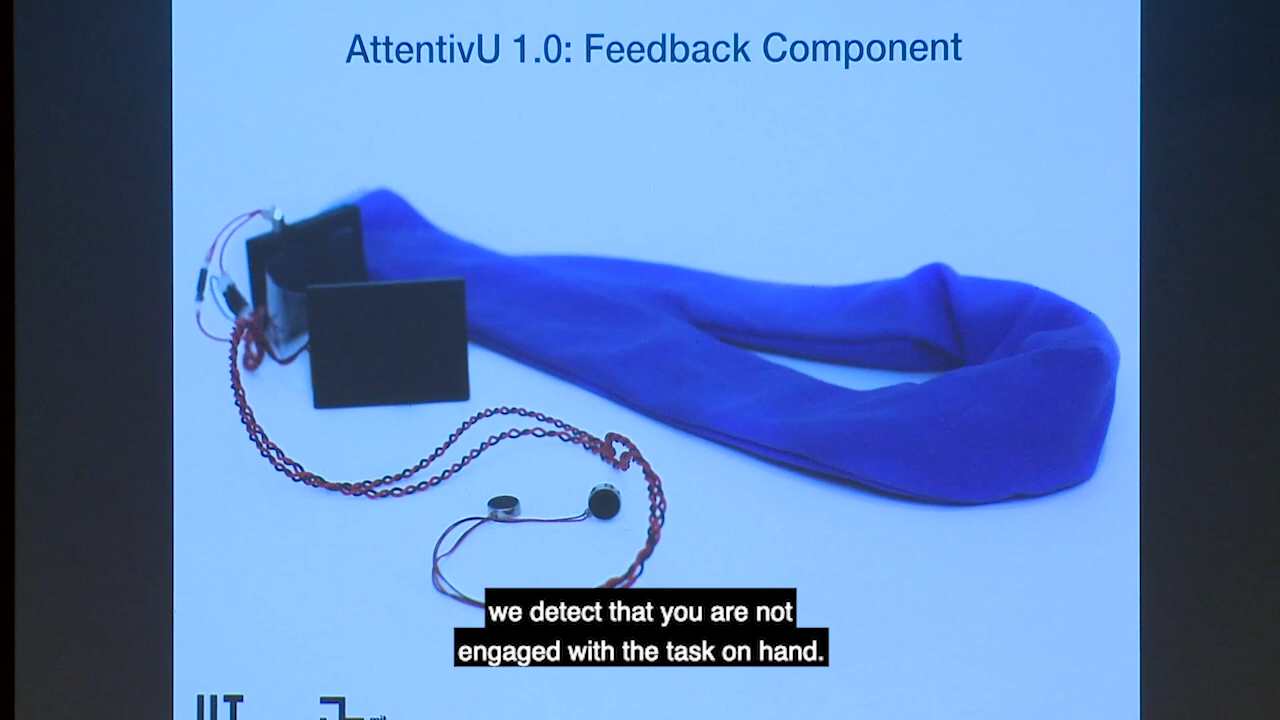 AttentivU 1.0: Feedback Component
we detect that you are not
engaged with the task on hand.